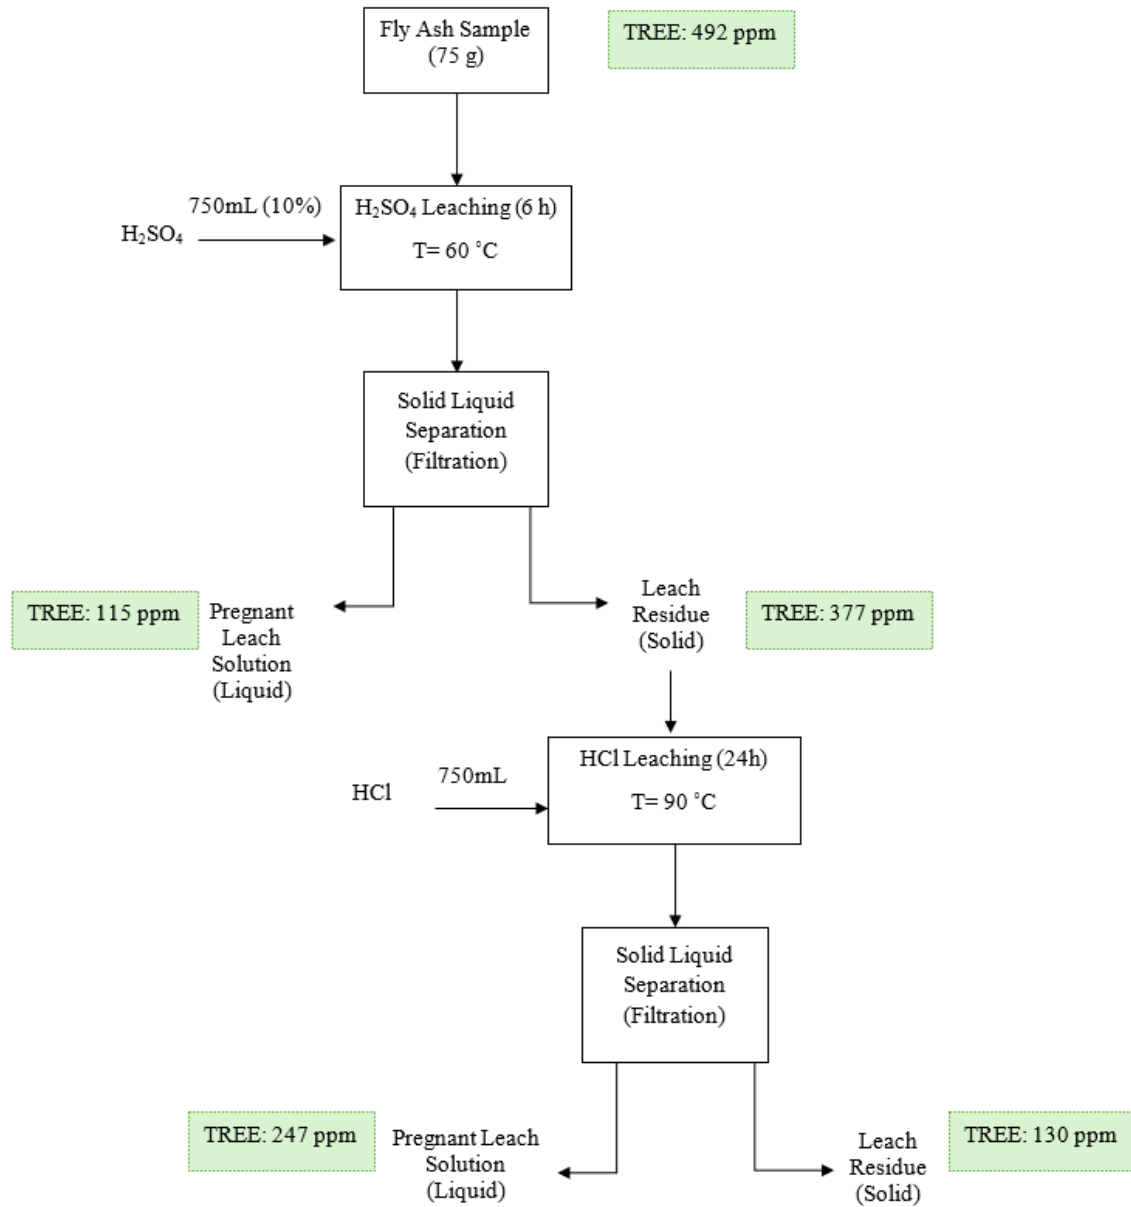 Fly Ash Sample
(75 g)
TREE: 492 ppm
750mL (10%)
H₂SO₄
H₂SO₄ Leaching (6 h)
T= 60 ˚C
Solid Liquid
Separation
(Filtration)
TREE: 115 ppm
Pregnant
Leach
Solution
(Liquid)
Leach
Residue
(Solid)
TREE: 377 ppm
HCl
750mL
HCl Leaching (24h)
T= 90 ˚C
Solid Liquid
Separation
(Filtration)
TREE: 247 ppm
Pregnant Leach
Solution
(Liquid)
Leach
Residue
(Solid)
TREE: 130 ppm